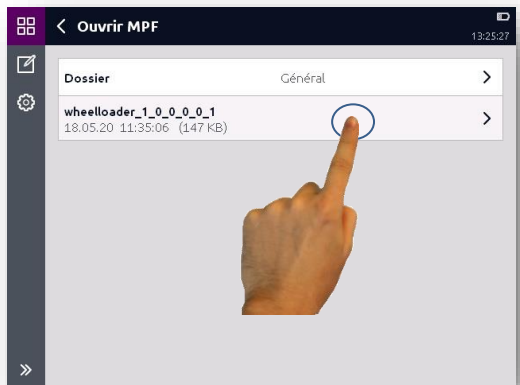 Ouvrir MPF
13:25:27
Dossier Général
wheelloader_1_0_0_0_0_1
18.05.20 11:35:06 (147 KB)